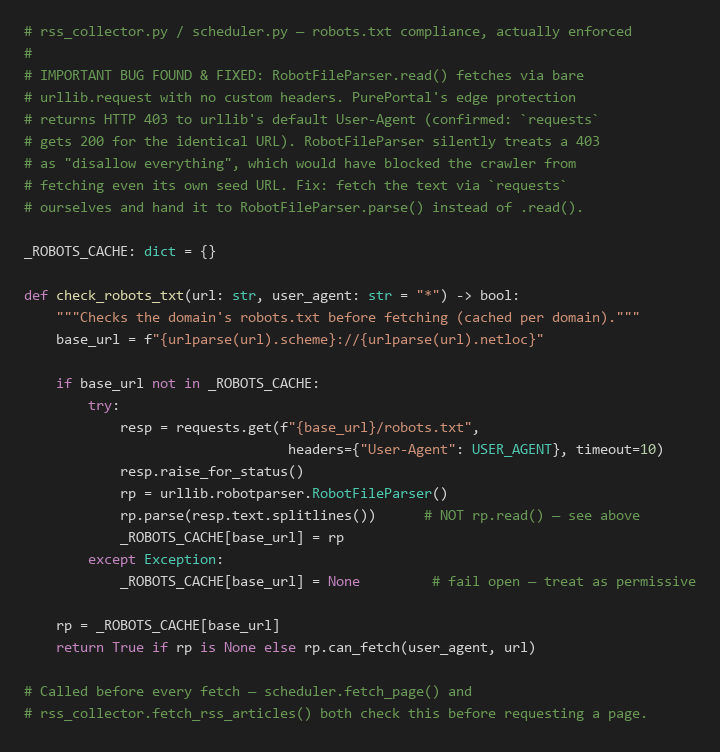 # rss_collector.py / scheduler.py — robots.txt compliance, actually enforced
#
# IMPORTANT BUG FOUND & FIXED: RobotFileParser.read() fetches via bare
# urllib.request with no custom headers. PurePortal's edge protection
# returns HTTP 403 to urllib's default User-Agent (confirmed: `requests`
# gets 200 for the identical URL). RobotFileParser silently treats a 403
# as "disallow everything", which would have blocked the crawler from
# fetching even its own seed URL. Fix: fetch the text via `requests`
# ourselves and hand it to RobotFileParser.parse() instead of .read().

_ROBOTS_CACHE: dict = {}

def check_robots_txt(url: str, user_agent: str = "*") -> bool:
    """Checks the domain's robots.txt before fetching (cached per domain)."""
    base_url = f"{urlparse(url).scheme}://{urlparse(url).netloc}"

    if base_url not in _ROBOTS_CACHE:
        try:
            resp = requests.get(f"{base_url}/robots.txt",
                                 headers={"User-Agent": USER_AGENT}, timeout=10)
            resp.raise_for_status()
            rp = urllib.robotparser.RobotFileParser()
            rp.parse(resp.text.splitlines())      # NOT rp.read() — see above
            _ROBOTS_CACHE[base_url] = rp
        except Exception:
            _ROBOTS_CACHE[base_url] = None         # fail open — treat as permissive

    rp = _ROBOTS_CACHE[base_url]
    return True if rp is None else rp.can_fetch(user_agent, url)

# Called before every fetch — scheduler.fetch_page() and
# rss_collector.fetch_rss_articles() both check this before requesting a page.